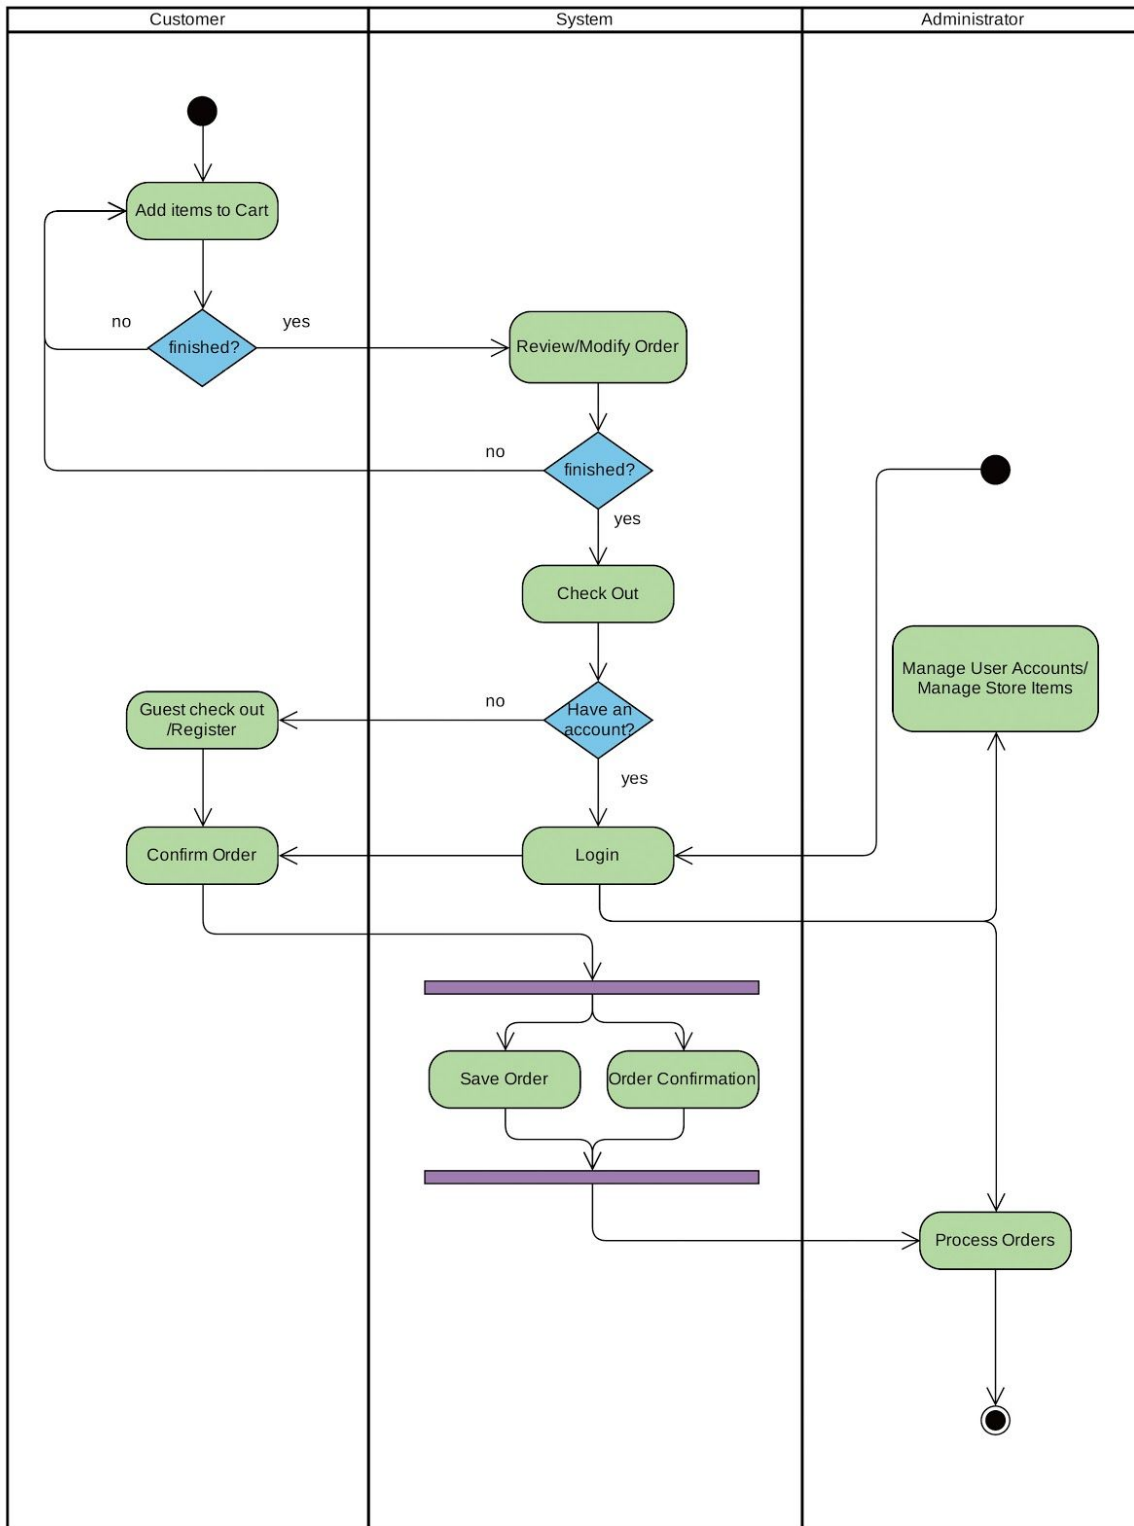 Customer
System
Administrator
Add items to Cart
no
yes
finished?
Review/Modify Order
no
finished?
yes
Check Out
Manage User Accounts/
Manage Store Items
Guest check out
/Register
no
Have an
account?
yes
Confirm Order
Login
Save Order
Order Confirmation
Process Orders